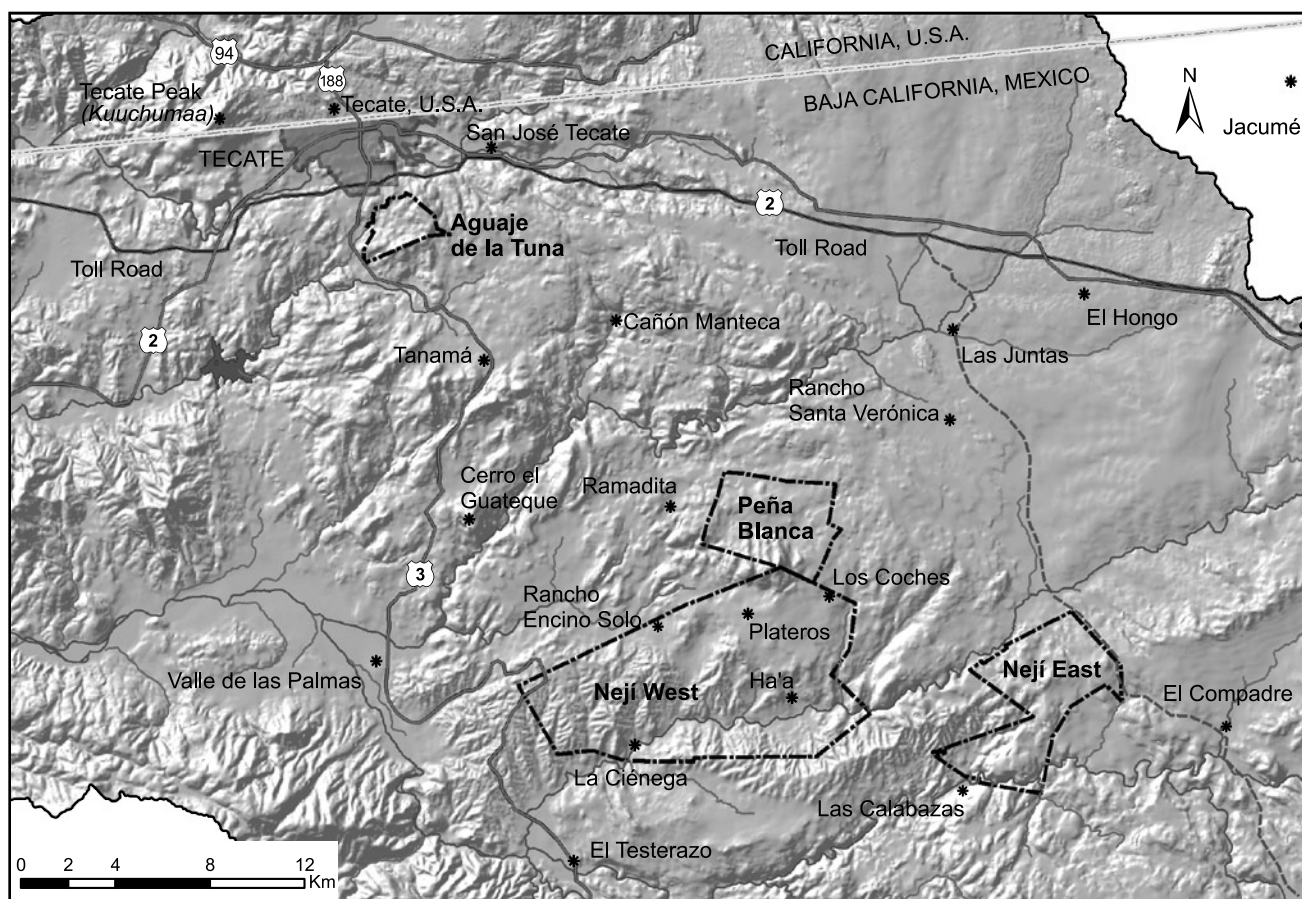 94
188
CALIFORNIA, U.S.A.
BAJA CALIFORNIA, MEXICO
N
Jacumé
Tecate Peak
(Kuuchumaa)
Tecate, U.S.A.
TECATE
San José Tecate
2
Aguaje
de la Tuna
Toll Road
Toll Road
2
El Hongo
Cañón Manteca
Las Juntas
Tanamá
Rancho
Santa Verónica
Cerro el
Guateque
Ramadita
Peña
Blanca
3
Los Coches
Rancho
Encino Solo
Plateros
Valle de las Palmas
Nejí West
Ha'a
Nejí East
El Compadre
La Ciénega
Las Calabazas
El Testerazo
0 2 4 8 12
Km